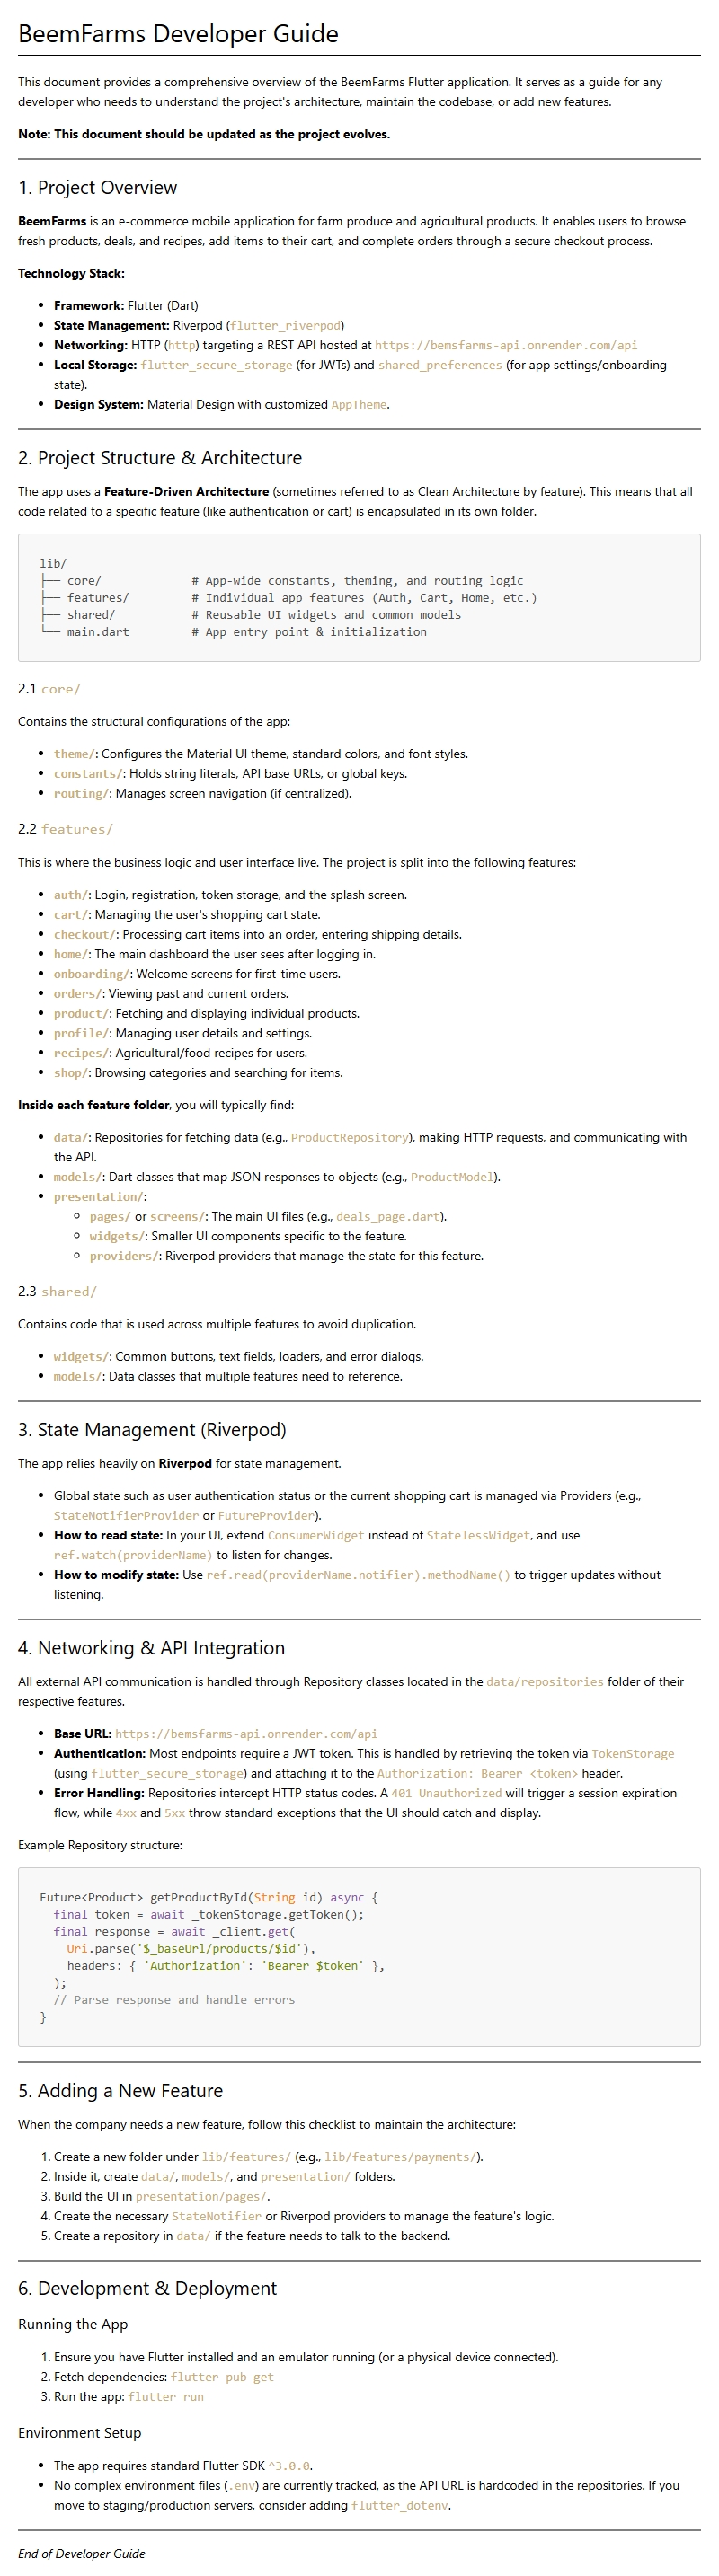 BeemFarms Developer Guide
This document provides a comprehensive overview of the BeemFarms Flutter application. It serves as a guide for any
developer who needs to understand the project's architecture, maintain the codebase, or add new features.
Note: This document should be updated as the project evolves.
1. Project Overview
BeemFarms is an e-commerce mobile application for farm produce and agricultural products. It enables users to browse
fresh products, deals, and recipes, add items to their cart, and complete orders through a secure checkout process.
Technology Stack:
• Framework: Flutter (Dart)
• State Management: Riverpod (flutter_riverpod)
• Networking: HTTP (http) targeting a REST API hosted at https://bemsfarms-api.onrender.com/api
• Local Storage: flutter_secure_storage (for JWTs) and shared_preferences (for app settings/onboarding
state).
• Design System: Material Design with customized AppTheme.
2. Project Structure & Architecture
The app uses a Feature-Driven Architecture (sometimes referred to as Clean Architecture by feature). This means that all
code related to a specific feature (like authentication or cart) is encapsulated in its own folder.
lib/
├── core/ # App-wide constants, theming, and routing logic
├── features/ # Individual app features (Auth, Cart, Home, etc.)
├── shared/ # Reusable UI widgets and common models
└── main.dart # App entry point & initialization
2.1 core/
Contains the structural configurations of the app:
• theme/: Configures the Material UI theme, standard colors, and font styles.
• constants/: Holds string literals, API base URLs, or global keys.
• routing/: Manages screen navigation (if centralized).
2.2 features/
This is where the business logic and user interface live. The project is split into the following features:
• auth/: Login, registration, token storage, and the splash screen.
• cart/: Managing the user's shopping cart state.
• checkout/: Processing cart items into an order, entering shipping details.
• home/: The main dashboard the user sees after logging in.
• onboarding/: Welcome screens for first-time users.
• orders/: Viewing past and current orders.
• product/: Fetching and displaying individual products.
• profile/: Managing user details and settings.
• recipes/: Agricultural/food recipes for users.
• shop/: Browsing categories and searching for items.
Inside each feature folder, you will typically find:
• data/: Repositories for fetching data (e.g., ProductRepository), making HTTP requests, and communicating with
the API.
• models/: Dart classes that map JSON responses to objects (e.g., ProductModel).
• presentation/:
◦ pages/ or screens/: The main UI files (e.g., deals_page.dart).
◦ widgets/: Smaller UI components specific to the feature.
◦ providers/: Riverpod providers that manage the state for this feature.
2.3 shared/
Contains code that is used across multiple features to avoid duplication.
• widgets/: Common buttons, text fields, loaders, and error dialogs.
• models/: Data classes that multiple features need to reference.
3. State Management (Riverpod)
The app relies heavily on Riverpod for state management.
• Global state such as user authentication status or the current shopping cart is managed via Providers (e.g.,
StateNotifierProvider or FutureProvider).
• How to read state: In your UI, extend ConsumerWidget instead of StatelessWidget, and use
ref.watch(providerName) to listen for changes.
• How to modify state: Use ref.read(providerName.notifier).methodName() to trigger updates without
listening.
4. Networking & API Integration
All external API communication is handled through Repository classes located in the data/repositories folder of their
respective features.
• Base URL: https://bemsfarms-api.onrender.com/api
• Authentication: Most endpoints require a JWT token. This is handled by retrieving the token via TokenStorage
(using flutter_secure_storage) and attaching it to the Authorization: Bearer <token> header.
• Error Handling: Repositories intercept HTTP status codes. A 401 Unauthorized will trigger a session expiration
flow, while 4xx and 5xx throw standard exceptions that the UI should catch and display.
Example Repository structure:
Future<Product> getProductById(String id) async {
final token = await _tokenStorage.getToken();
final response = await _client.get(
Uri.parse('$_baseUrl/products/$id'),
headers: { 'Authorization': 'Bearer $token' },
);
// Parse response and handle errors
}
5. Adding a New Feature
When the company needs a new feature, follow this checklist to maintain the architecture:
1. Create a new folder under lib/features/ (e.g., lib/features/payments/).
2. Inside it, create data/, models/, and presentation/ folders.
3. Build the UI in presentation/pages/.
4. Create the necessary StateNotifier or Riverpod providers to manage the feature's logic.
5. Create a repository in data/ if the feature needs to talk to the backend.
6. Development & Deployment
Running the App
1. Ensure you have Flutter installed and an emulator running (or a physical device connected).
2. Fetch dependencies: flutter pub get
3. Run the app: flutter run
Environment Setup
• The app requires standard Flutter SDK ^3.0.0.
• No complex environment files (.env) are currently tracked, as the API URL is hardcoded in the repositories. If you
move to staging/production servers, consider adding flutter_dotenv.
End of Developer Guide